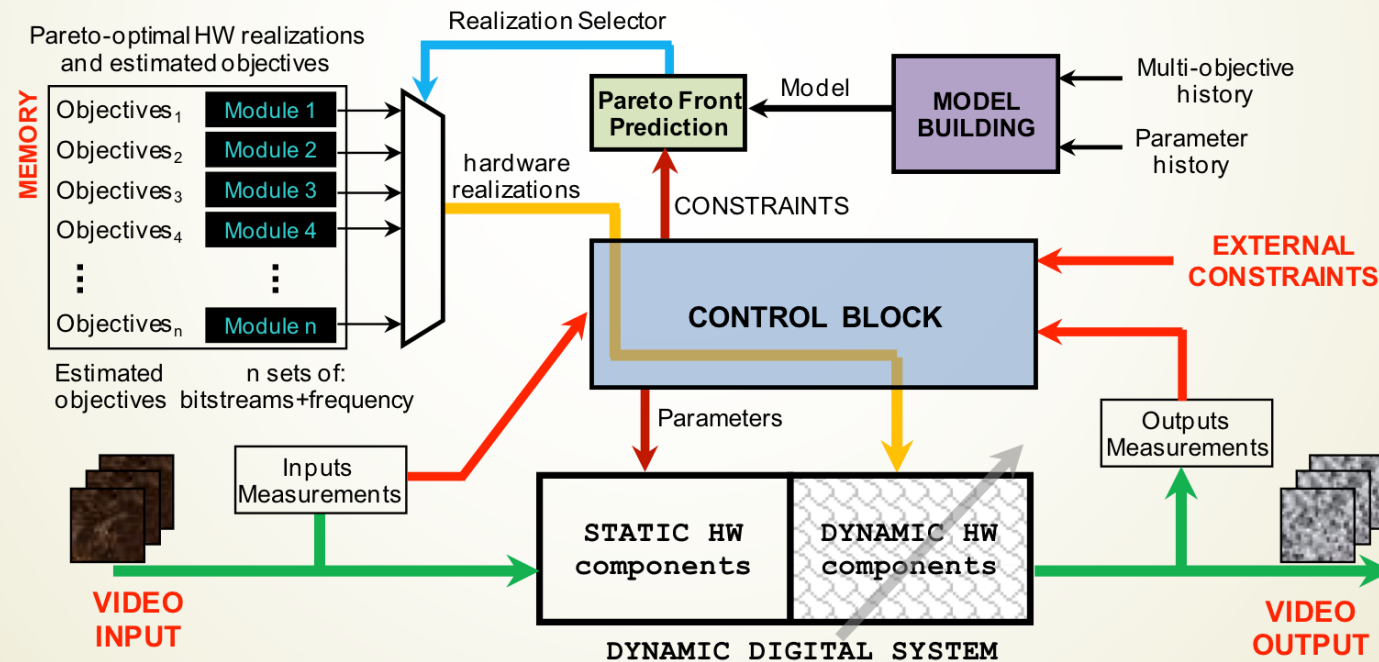 Realization Selector
Pareto-optimal HW realizations
and estimated objectives
MEMORY
Objectives₁ Module 1
Objectives₂ Module 2
Objectives₃ Module 3
Objectives₄ Module 4
⋮ ⋮
Objectivesₙ Module n
Estimated
objectives
n sets of:
bitstreams+frequency
hardware
realizations
Pareto Front
Prediction
Model
MODEL
BUILDING
Multi-objective
history
Parameter
history
CONSTRAINTS
EXTERNAL
CONSTRAINTS
CONTROL BLOCK
Parameters
Inputs
Measurements
Outputs
Measurements
STATIC HW
components
DYNAMIC HW
components
VIDEO
INPUT
VIDEO
OUTPUT
DYNAMIC DIGITAL SYSTEM